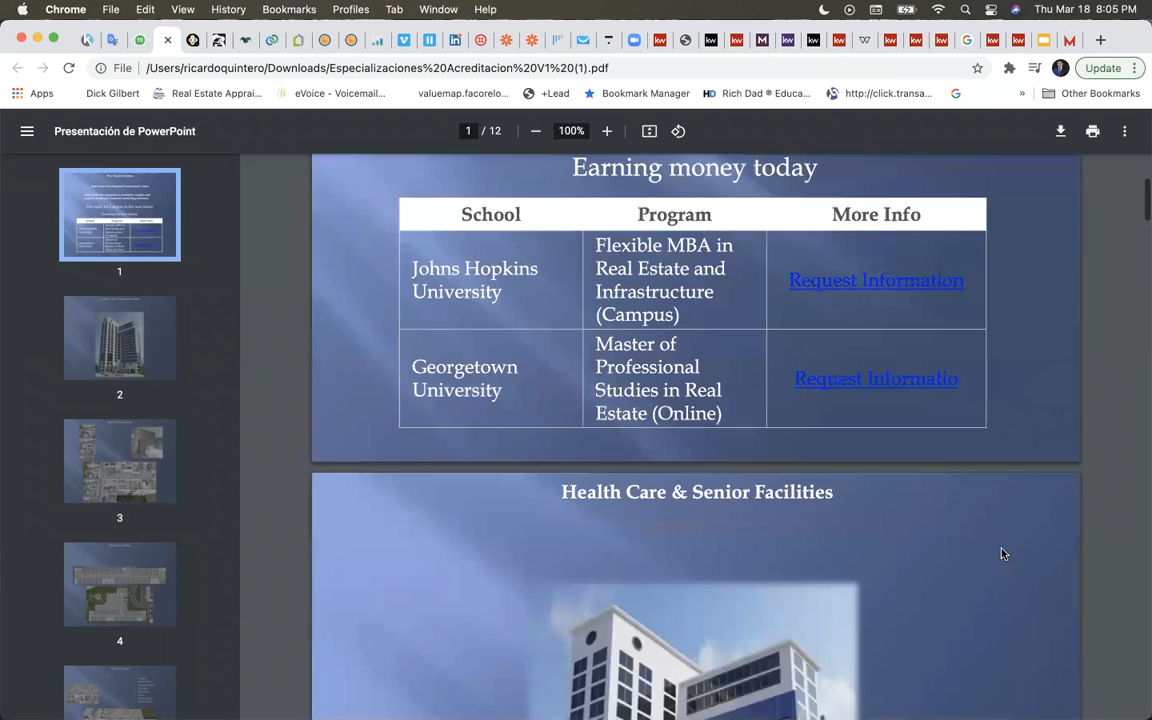 Chrome File Edit View History Bookmarks Profiles Tab Window Help Thu Mar 18 8:05 PM
File /Users/ricardoquintero/Downloads/Especializaciones%20Acreditacion%20V1%20(1).pdf Update
Apps Dick Gilbert Real Estate Apprai... eVoice - Voicemail... valuemap.facorelo... +Lead Bookmark Manager Rich Dad ® Educa... http://click.transa... Other Bookmarks
Presentación de PowerPoint 1 / 12 100%
Earning money today
School Program More Info
Johns Hopkins
University
Flexible MBA in
Real Estate and
Infrastructure
(Campus)
Request Information
Georgetown
University
Master of
Professional
Studies in Real
Estate (Online)
Request Informatio
Health Care & Senior Facilities
1
2
3
4